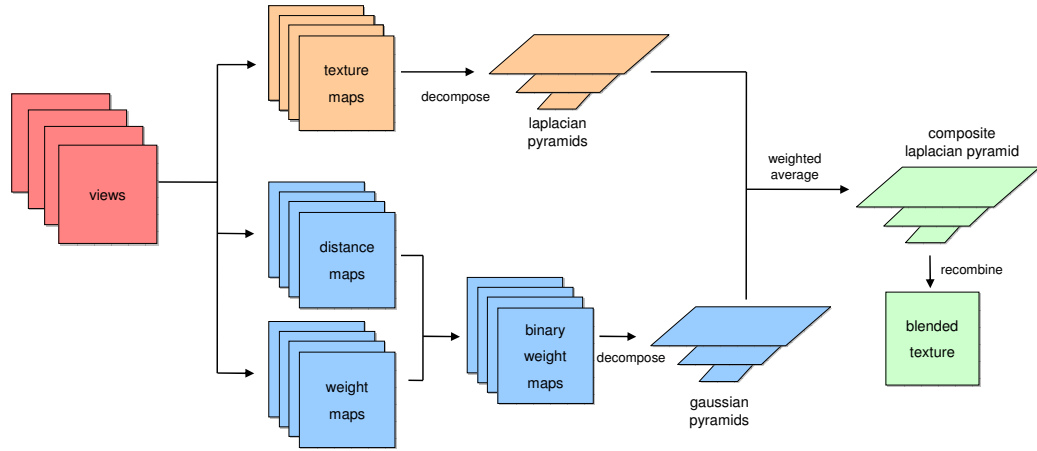 views
texture
maps
decompose
laplacian
pyramids
distance
maps
weight
maps
binary
weight
maps
decompose
gaussian
pyramids
weighted
average
composite
laplacian pyramid
recombine
blended
texture